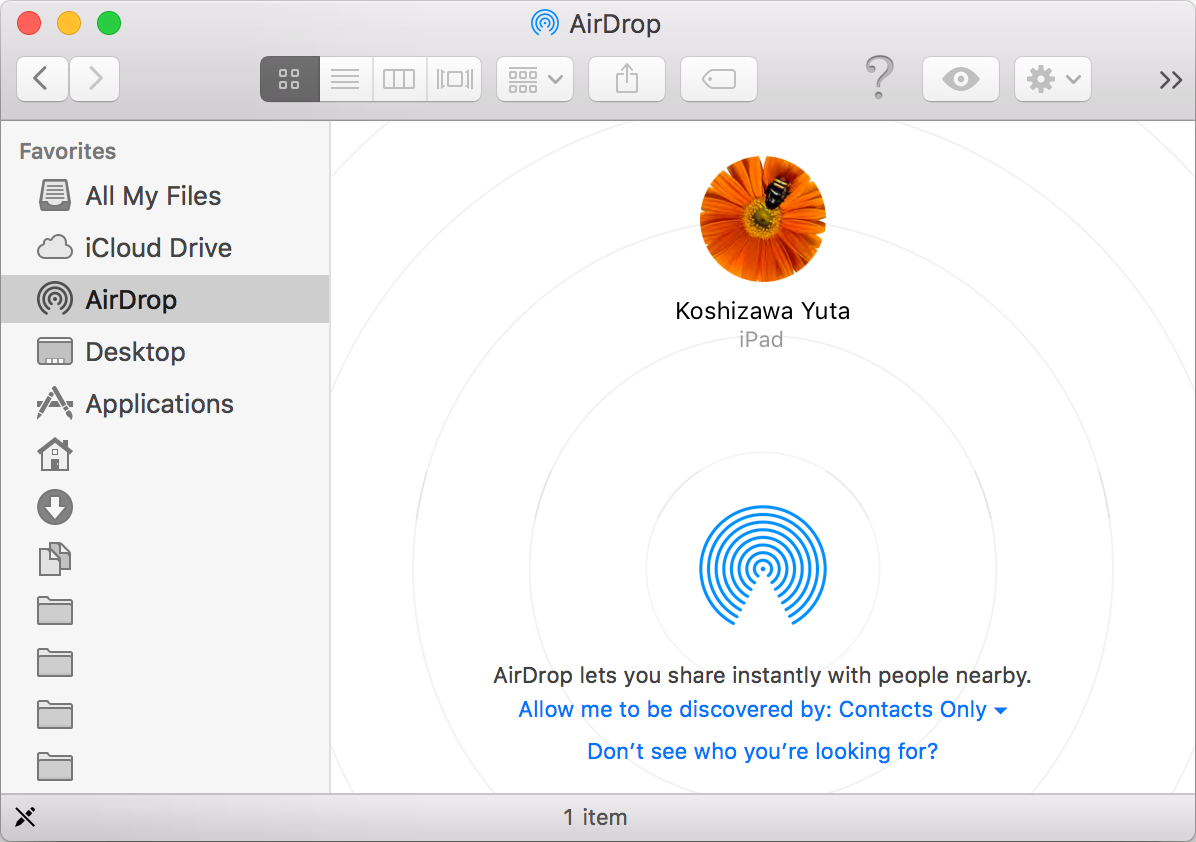 AirDrop
Favorites
All My Files
iCloud Drive
AirDrop
Desktop
Applications
Koshizawa Yuta
iPad
AirDrop lets you share instantly with people nearby.
Allow me to be discovered by: Contacts Only
Don’t see who you’re looking for?
1 item